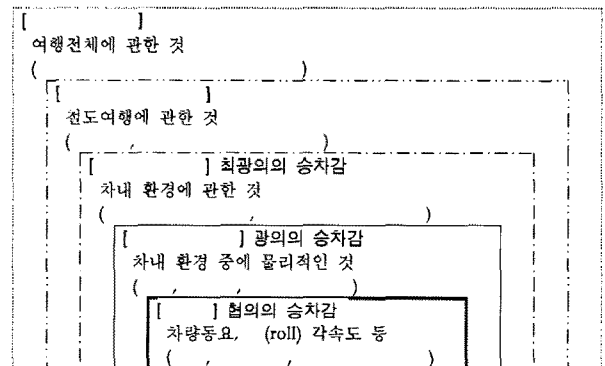 [ ]
여행전체에 관한 것
( )
[ ]
철도여행에 관한 것
( , )
[ ] 최광의의 승차감
차내 환경에 관한 것
( , )
[ ] 광의의 승차감
차내 환경 중에 물리적인 것
( , , )
[ ] 협의의 승차감
차량동요, (roll) 각속도 등
( , , )